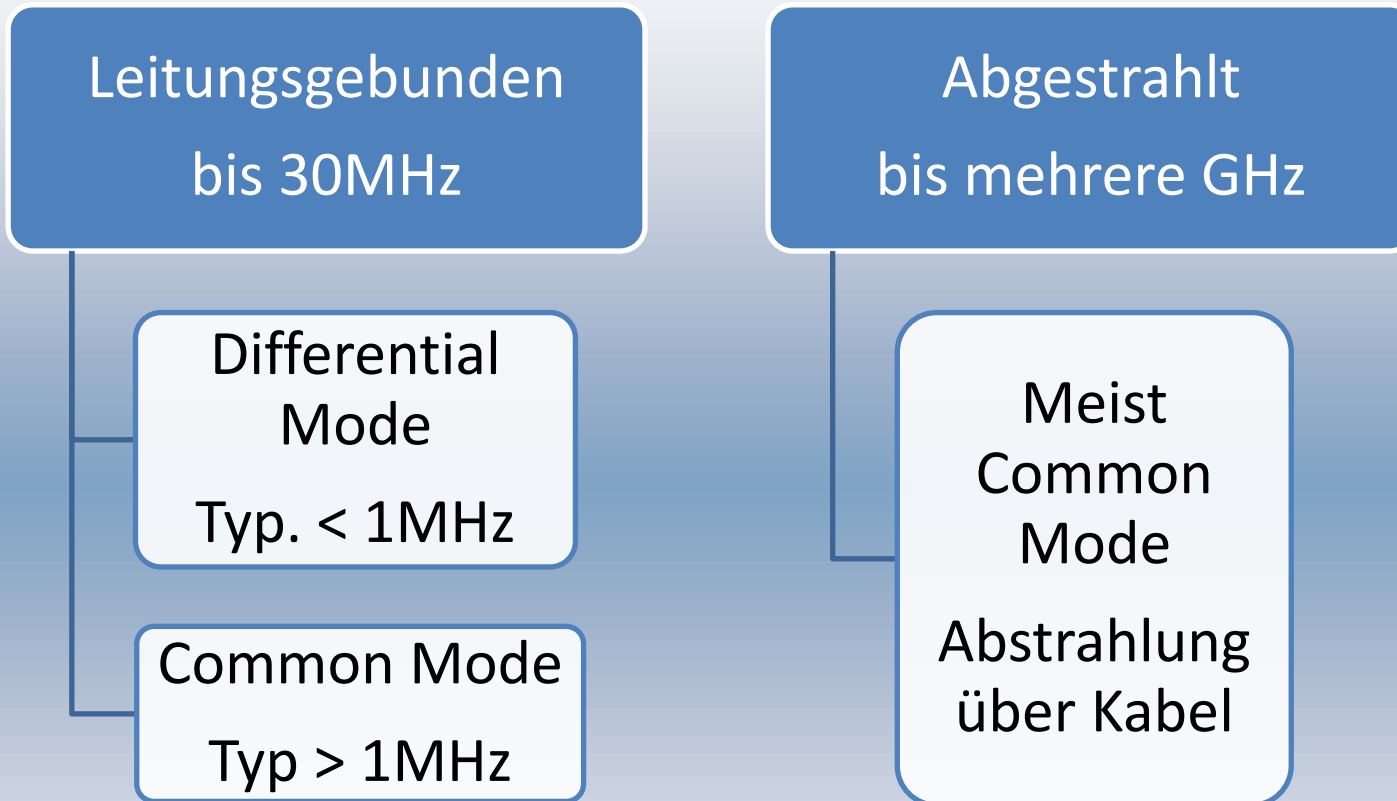 Leitungsgebunden
bis 30MHz
Differential
Mode
Typ. < 1MHz
Common Mode
Typ > 1MHz
Abgestrahlt
bis mehrere GHz
Meist
Common
Mode
Abstrahlung
über Kabel